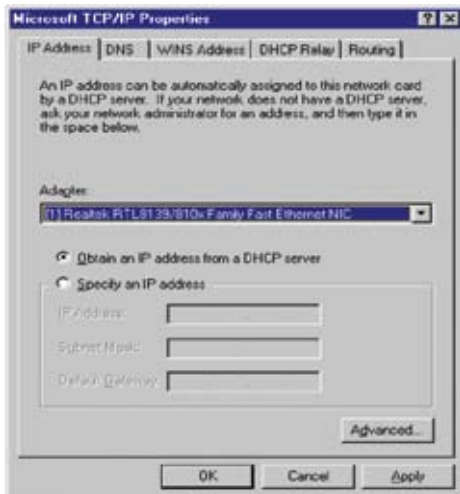 Microsoft TCP/IP Properties
IP Address DNS WINS Address DHCP Relay Routing
An IP address can be automatically assigned to this network card
by a DHCP server. If your network does not have a DHCP server,
ask your network administrator for an address, and then type it in
the space below.
Adapter:
[1] Realtek RTL8139/810x Family Fast Ethernet NIC
Obtain an IP address from a DHCP server
Specify an IP address
IP Address:
Subnet Mask:
Default Gateway:
Advanced...
OK Cancel Apply